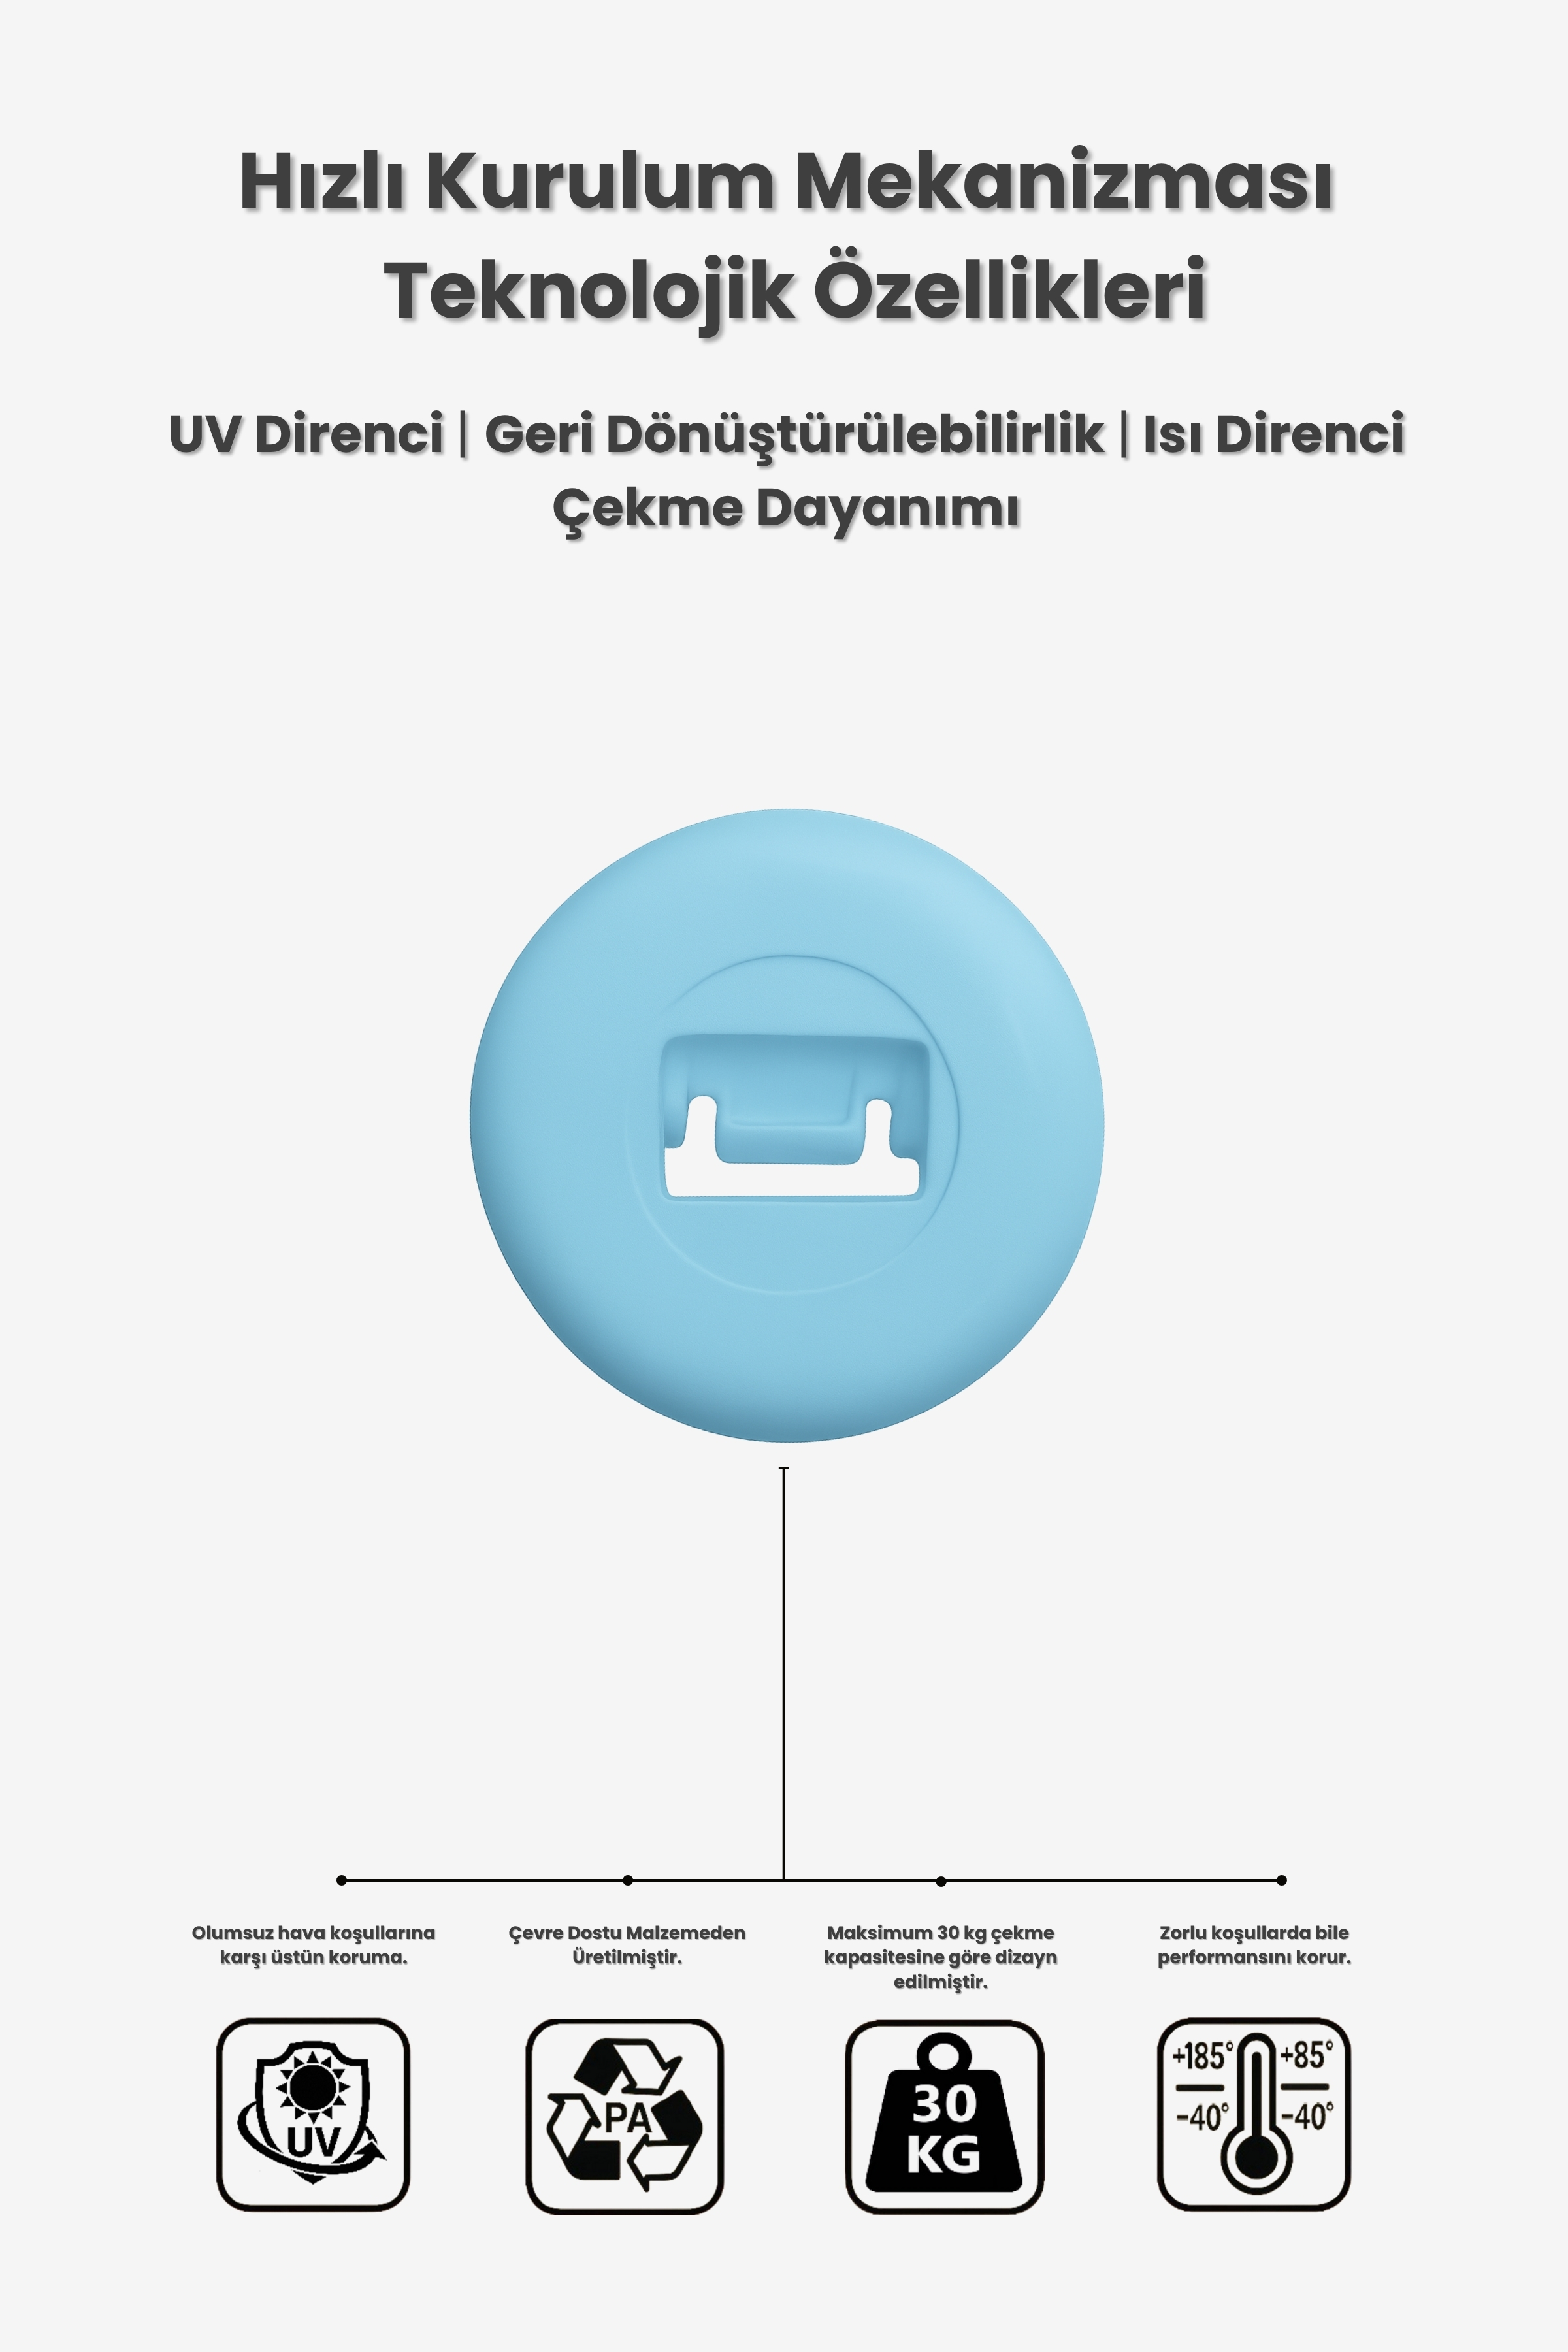 Hızlı Kurulum Mekanizması
Teknolojik Özellikleri
UV Direnci | Geri Dönüştürülebilirlik | Isı Direnci
Çekme Dayanımı
Olumsuz hava koşullarına
karşı üstün koruma.
Çevre Dostu Malzemeden
Üretilmiştir.
Maksimum 30 kg çekme
kapasitesine göre dizayn
edilmiştir.
Zorlu koşullarda bile
performansını korur.
UV
PA
30
KG
+185° +85°
-40° -40°